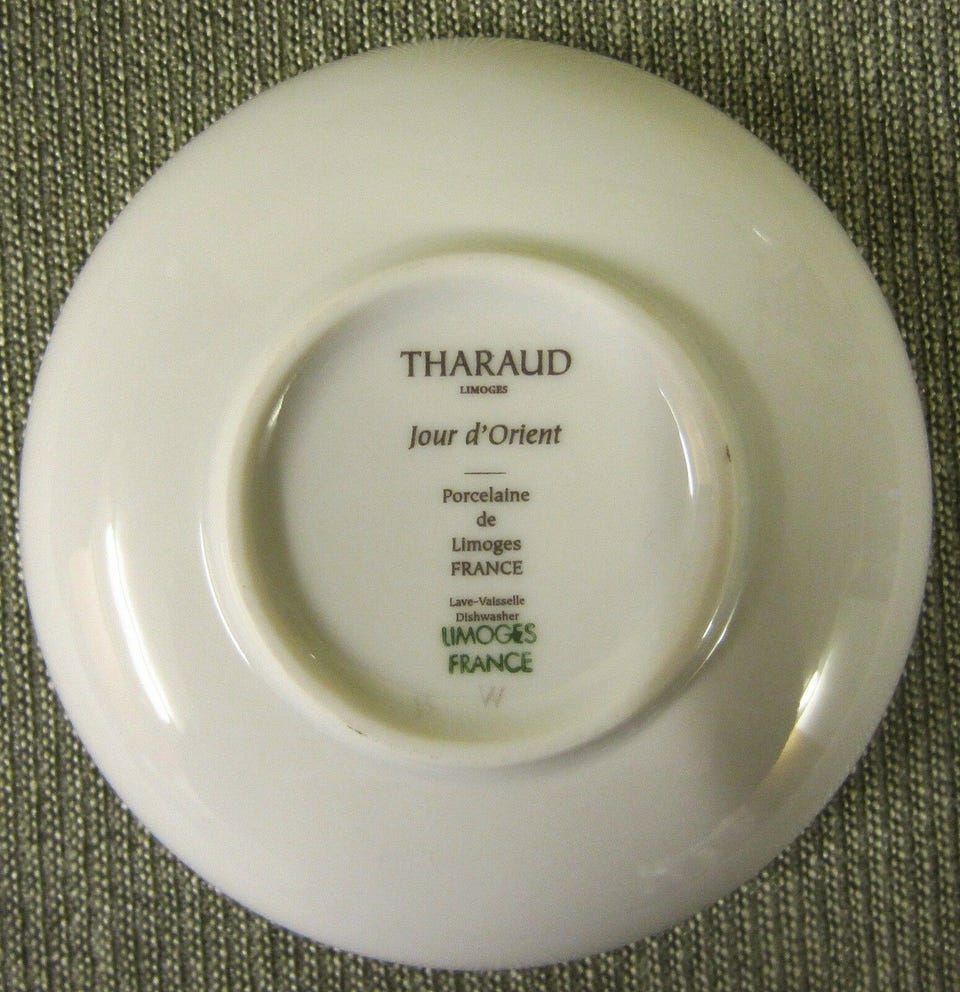 THARAUD
LIMOGES
Jour d'Orient
Porcelaine
de
Limoges
FRANCE
Lave-Vaisselle
Dishwasher
LIMOGES
FRANCE
W